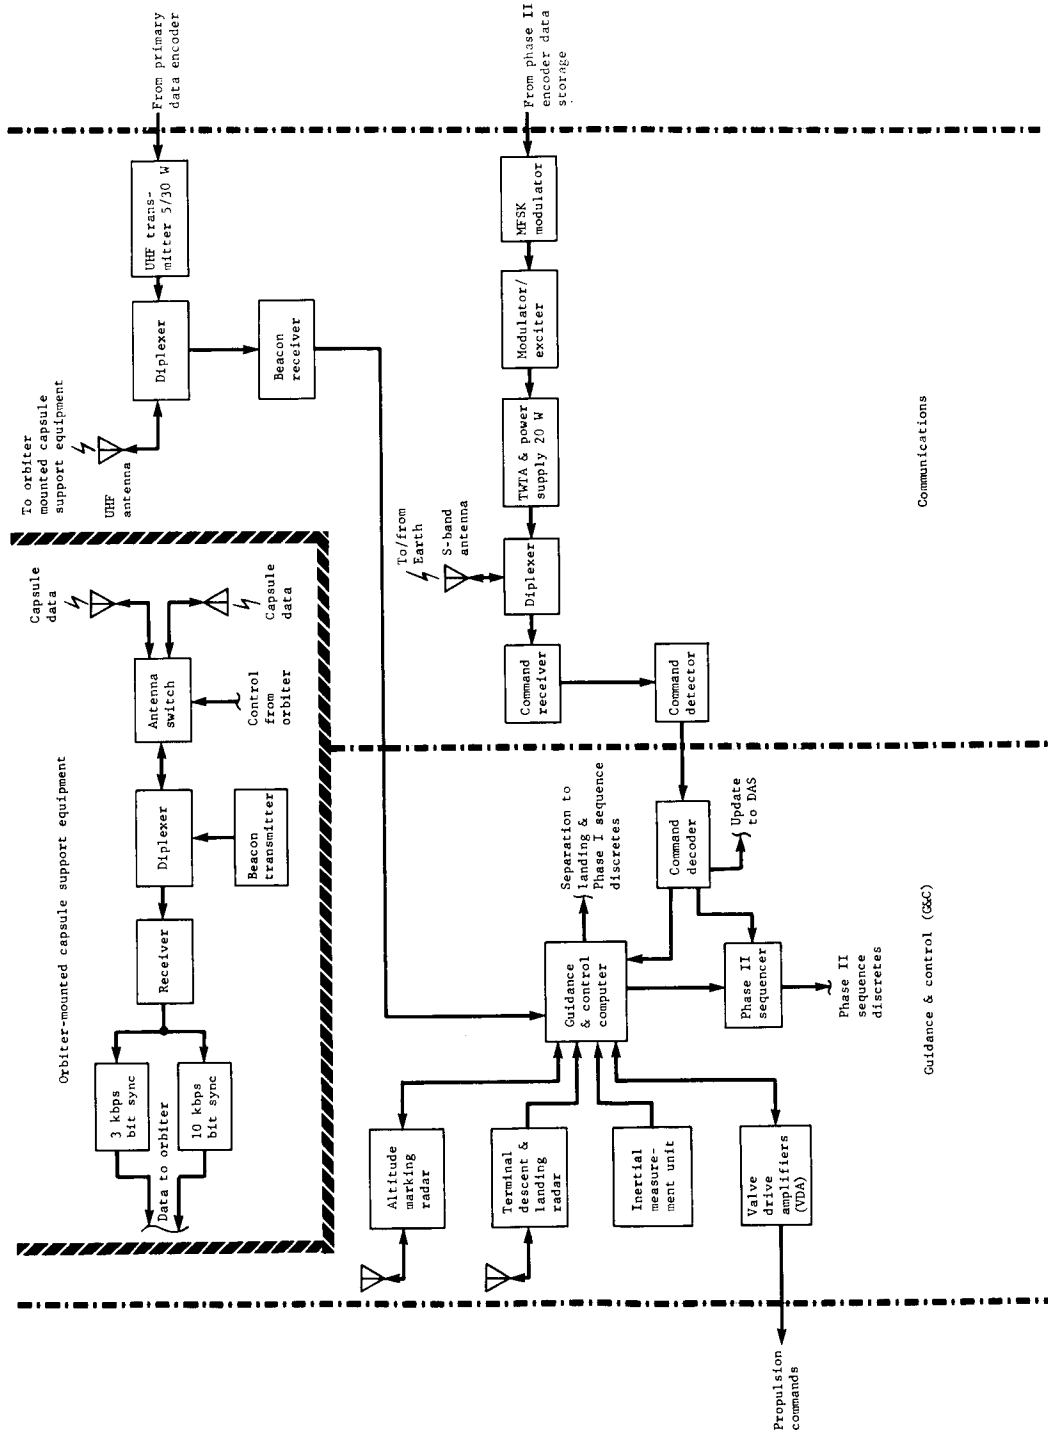 Orbiter-mounted capsule support equipment
3 kbps
bit sync
10 kbps
bit sync
Data to orbiter
Receiver
Diplexer
Beacon
transmitter
Antenna
switch
Control
from
orbiter
Capsule
data
Capsule
data
To orbiter
mounted capsule
support equipment
UHF
antenna
Diplexer
UHF trans-
mitter 5/30 W
From primary
data encoder
Beacon
receiver
Altitude
marking
radar
Terminal
descent &
landing
radar
Inertial
measure-
ment unit
Valve
drive
amplifiers
(VDA)
Propulsion
commands
Guidance
& control
computer
Separation to
landing &
Phase I sequence
discretes
Phase II
sequencer
Phase II
sequence
discretes
Command
decoder
Update
to DAS
Command
detector
Command
receiver
Diplexer
To/from
Earth
S-band
antenna
TWTA & power
supply 20 W
Modulator/
exciter
MFSK
modulator
From phase II
encoder data
storage
Guidance & control (G&C)
Communications